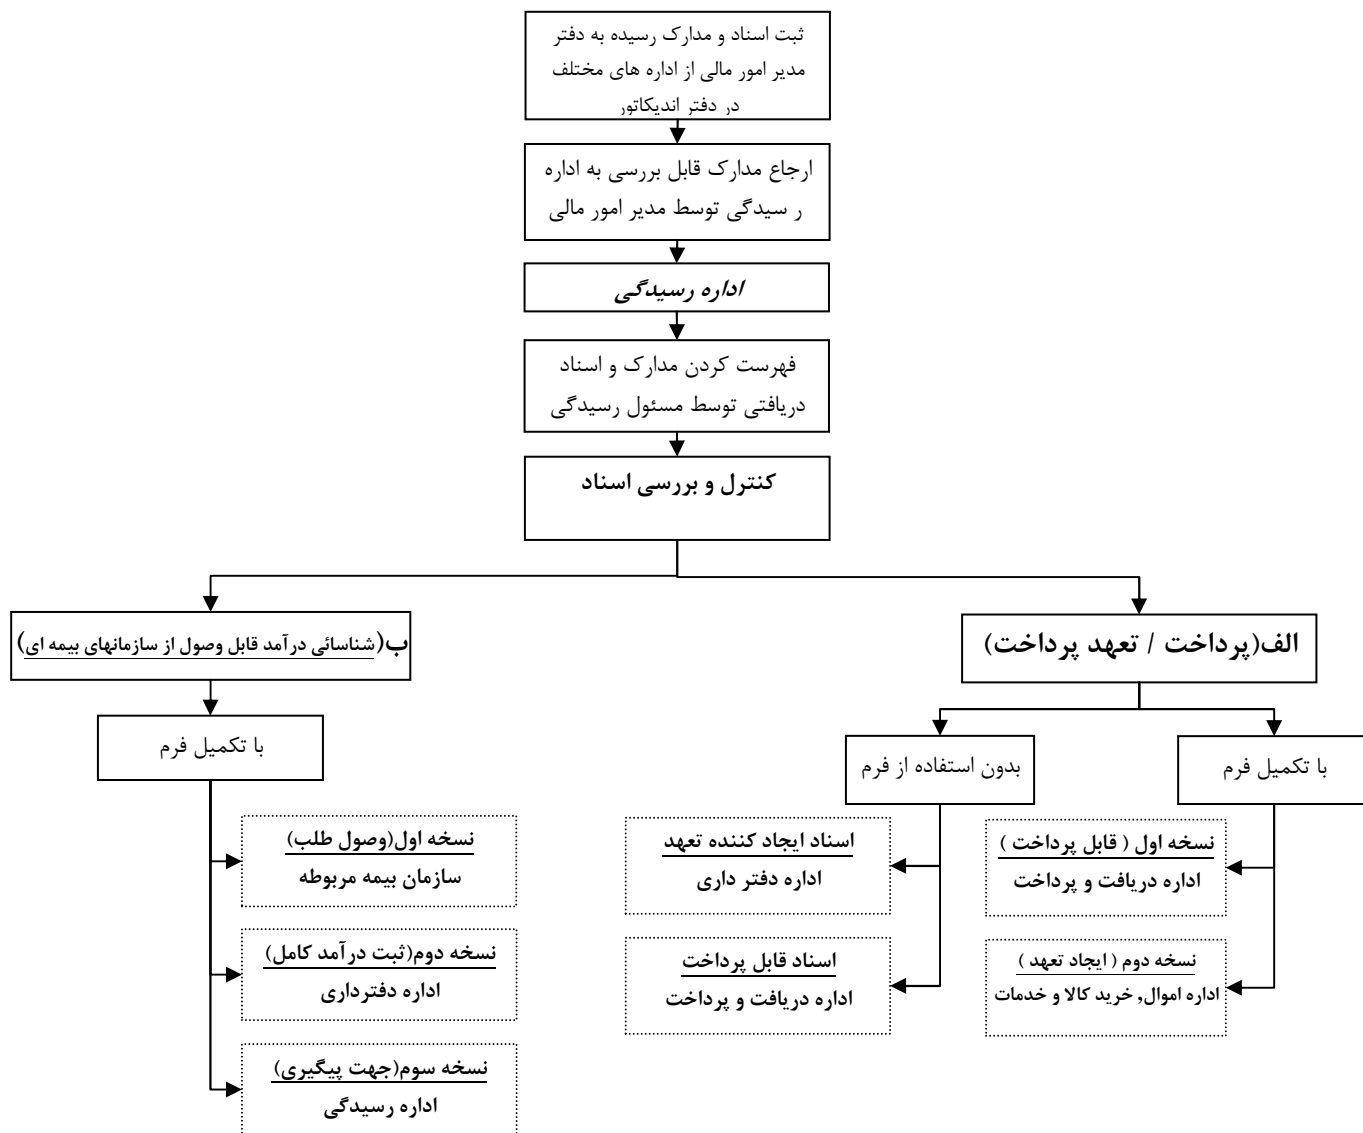 ثبت اسناد و مدارک رسیده به دفتر
مدیر امور مالی از اداره های مختلف
در دفتر اندیکاتور
ارجاع مدارک قابل بررسی به اداره
ر سیدگی توسط مدیر امور مالی
اداره رسیدگی
فهرست کردن مدارک و اسناد
دریافتی توسط مسئول رسیدگی
کنترل و بررسی اسناد
الف(پرداخت / تعهد پرداخت)
ب(شناسائی درآمد قابل وصول از سازمانهای بیمه ای)
با تکمیل فرم
بدون استفاده از فرم
با تکمیل فرم
نسخه اول ( قابل پرداخت )
اداره دریافت و پرداخت
نسخه دوم ( ایجاد تعهد )
اداره اموال, خرید کالا و خدمات
اسناد ایجاد کننده تعهد
اداره دفتر داری
اسناد قابل پرداخت
اداره دریافت و پرداخت
نسخه اول(وصول طلب)
سازمان بیمه مربوطه
نسخه دوم(ثبت درآمد کامل)
اداره دفترداری
نسخه سوم(جهت پیگیری)
اداره رسیدگی